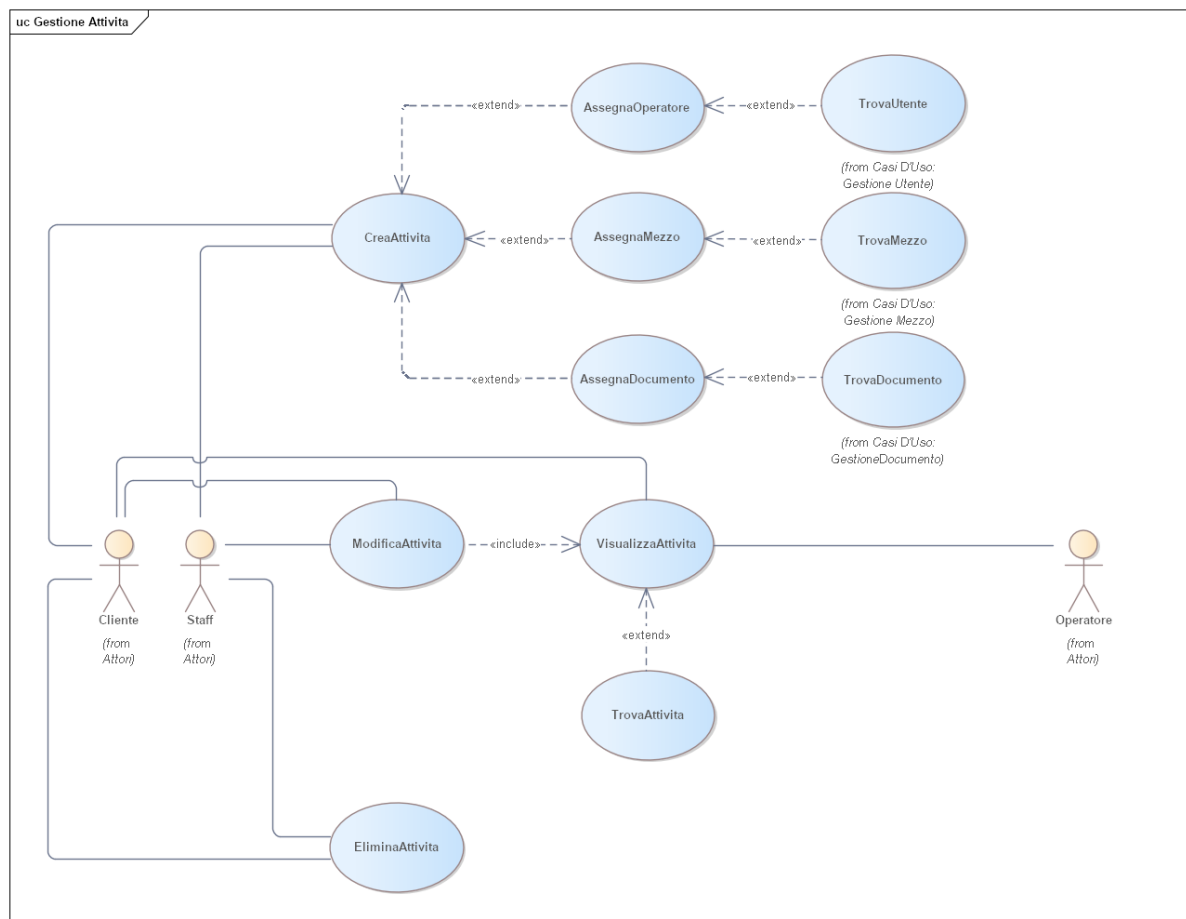 uc Gestione Attivita
AssegnaOperatore
«extend»
«extend»
TrovaUtente
(from Casi D'Uso:
Gestione Utente)
CreaAttivita
«extend»
AssegnaMezzo
«extend»
TrovaMezzo
(from Casi D'Uso:
Gestione Mezzo)
«extend»
AssegnaDocumento
«extend»
TrovaDocumento
(from Casi D'Uso:
GestioneDocumento)
ModificaAttivita
«include»
VisualizzaAttivita
Cliente
(from
Attori)
Staff
(from
Attori)
Operatore
(from
Attori)
«extend»
TrovaAttivita
EliminaAttivita